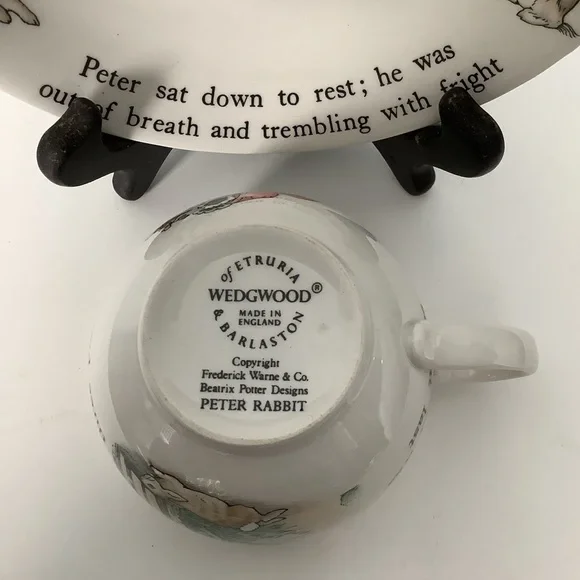 Peter sat down to rest; he was
out of breath and trembling with fright
of ETRURIA
WEDGWOOD®
MADE IN
ENGLAND
& BARLASTON
Copyright
Frederick Warne & Co.
Beatrix Potter Designs
PETER RABBIT